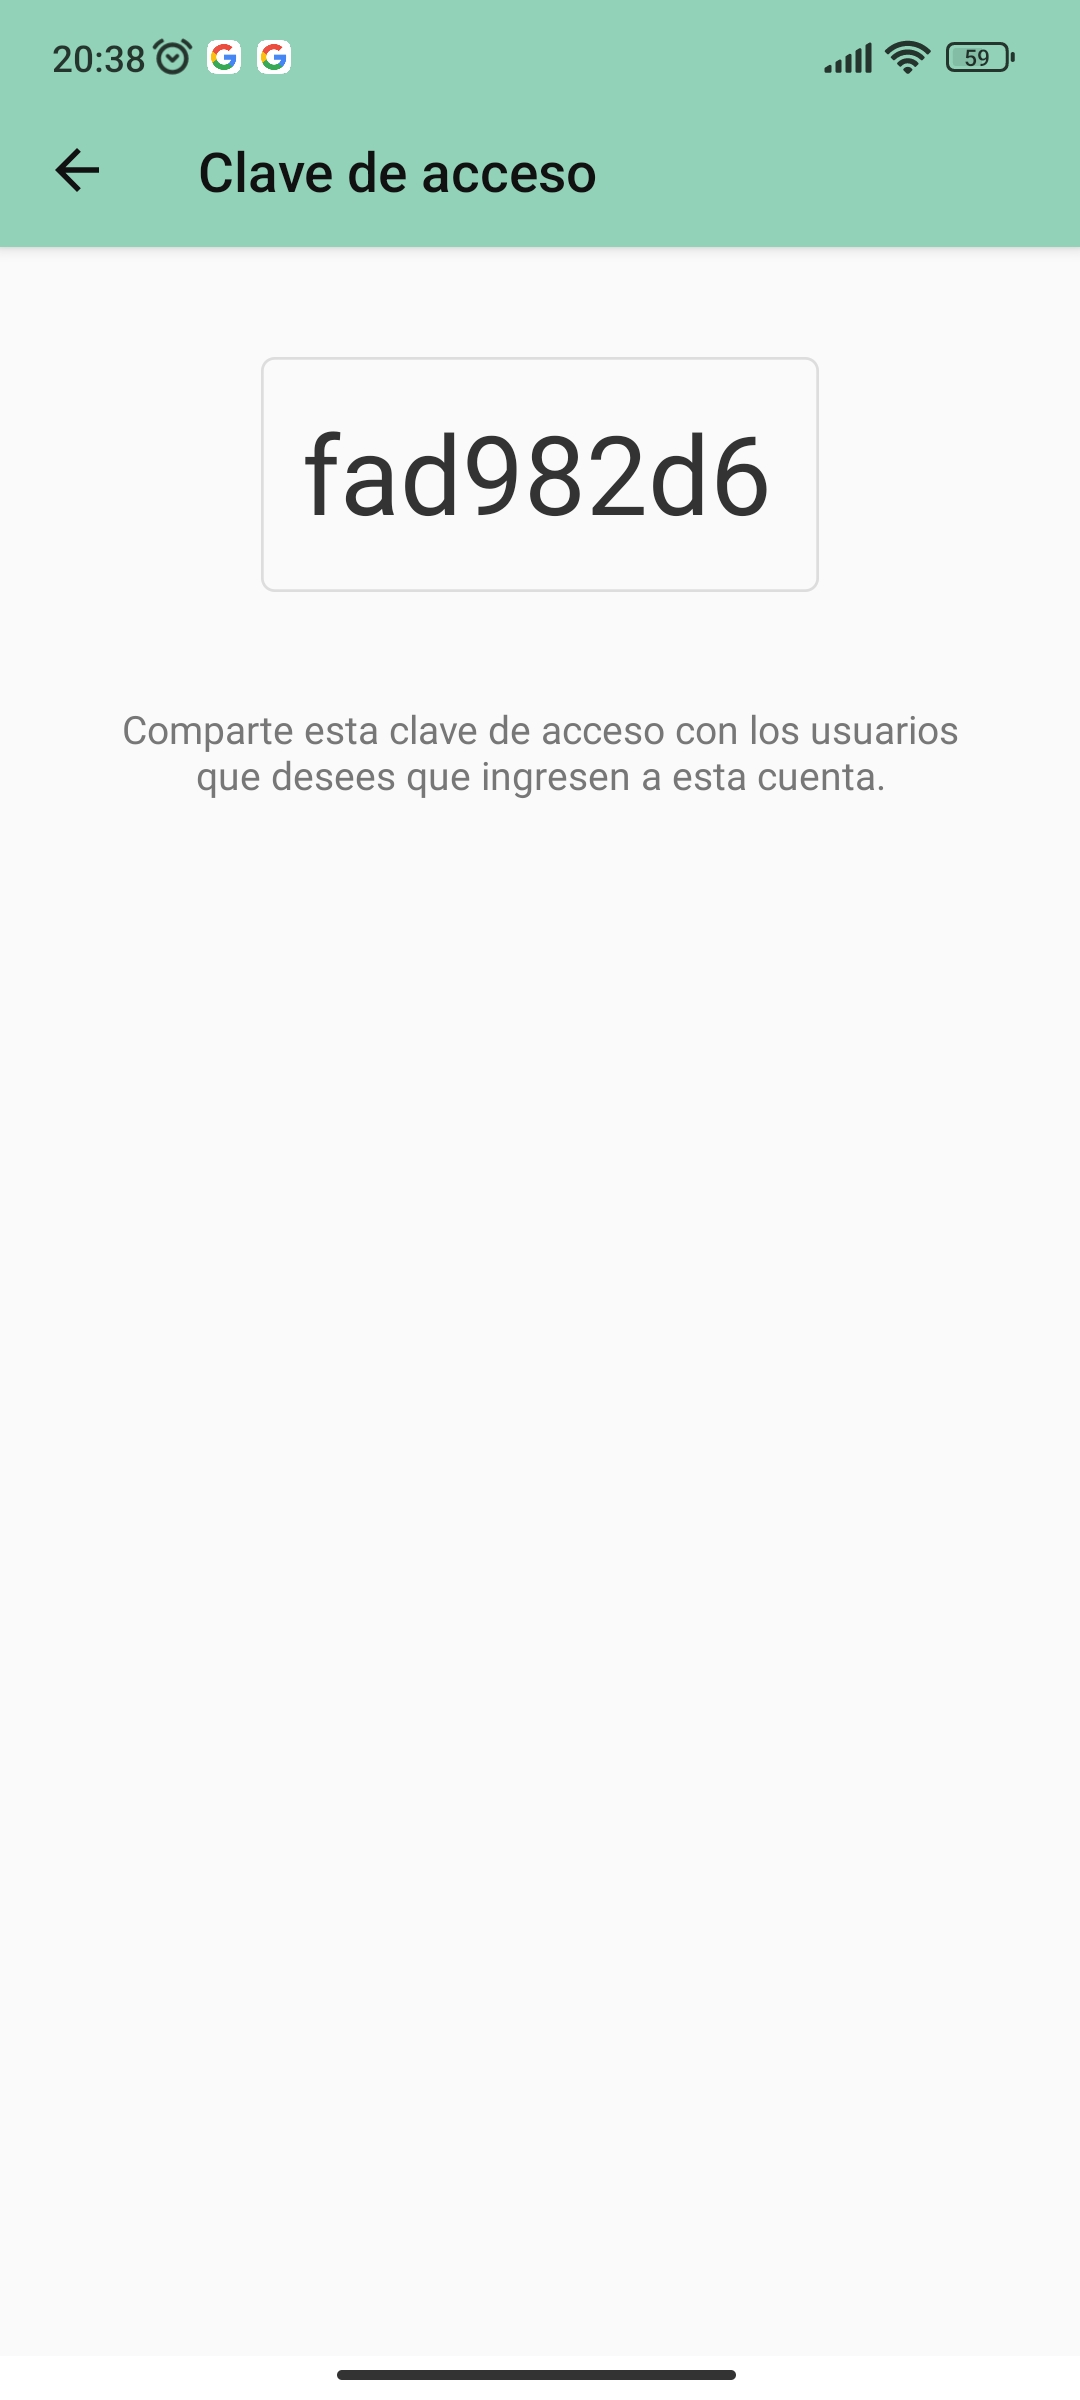 20:38
59
Clave de acceso
fad982d6
Comparte esta clave de acceso con los usuarios
que desees que ingresen a esta cuenta.